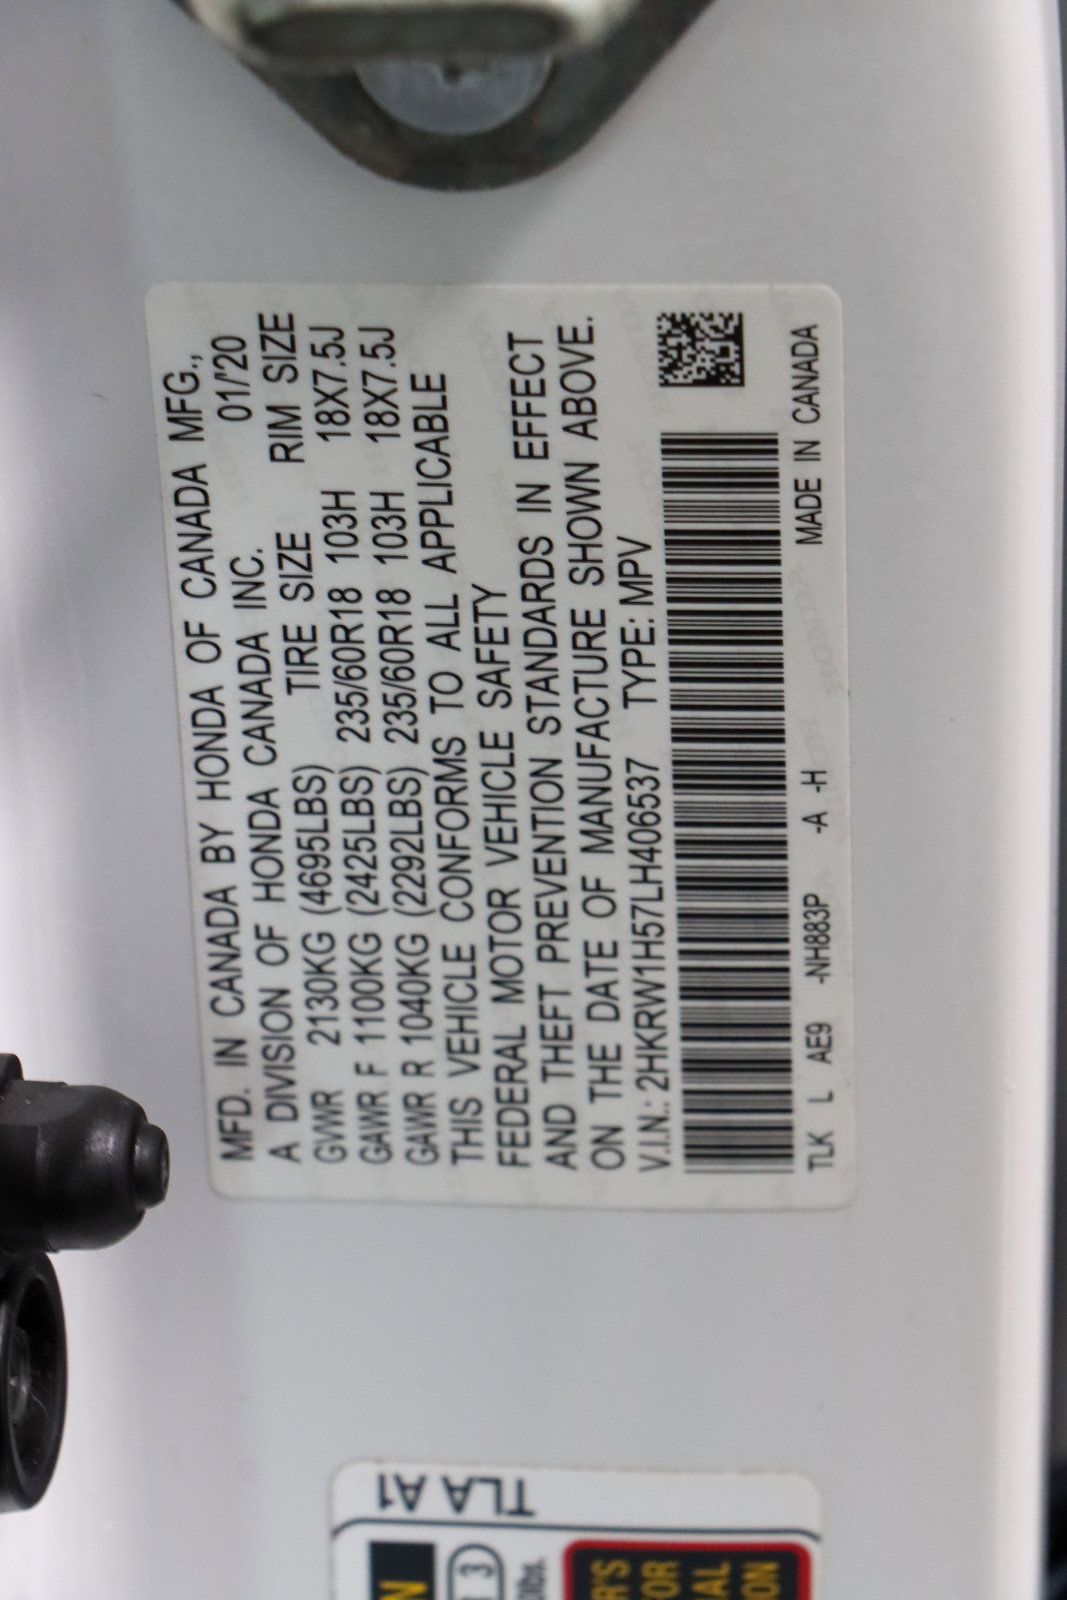 MFD. IN CANADA BY HONDA OF CANADA MFG.,
A DIVISION OF HONDA CANADA INC. 01/'20
GVWR 2130KG (4695LBS) TIRE SIZE RIM SIZE
GAWR F 1100KG (2425LBS) 235/60R18 103H 18X7.5J
GAWR R 1040KG (2292LBS) 235/60R18 103H 18X7.5J
THIS VEHICLE CONFORMS TO ALL APPLICABLE
FEDERAL MOTOR VEHICLE SAFETY
AND THEFT PREVENTION STANDARDS IN EFFECT
ON THE DATE OF MANUFACTURE SHOWN ABOVE.
V.I.N.: 2HKRW1H57LH406537 TYPE: MPV
TLK L AE9 -NH883P -A -H MADE IN CANADA
TLA A1
3